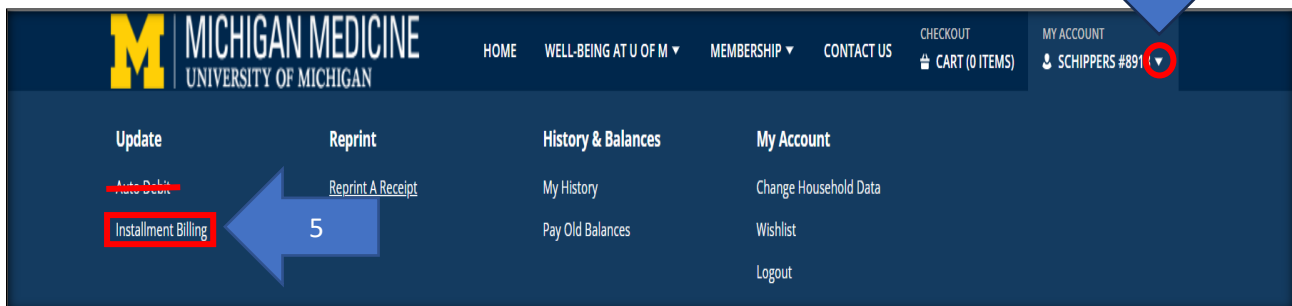 M MICHIGAN MEDICINE
UNIVERSITY OF MICHIGAN
HOME WELL-BEING AT U OF M ▼ MEMBERSHIP ▼ CONTACT US
CHECKOUT
CART (0 ITEMS)
MY ACCOUNT
SCHIPPERS ▼
Update
Auto Debit
Installment Billing
5
Reprint
Reprint A Receipt
History & Balances
My History
Pay Old Balances
My Account
Change Household Data
Wishlist
Logout